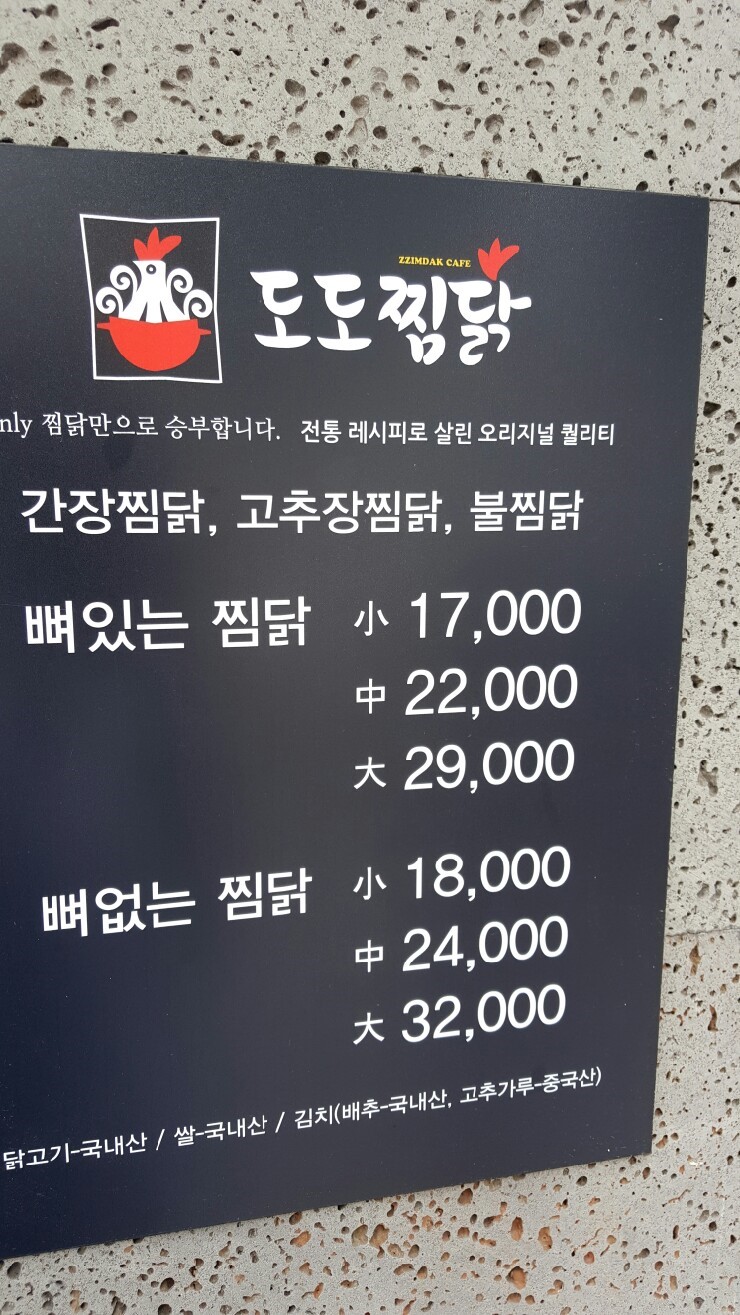 ZZIMDAK CAFE
도도찜닭
nly 찜닭만으로 승부합니다. 전통 레시피로 살린 오리지널 퀄리티
간장찜닭, 고추장찜닭, 불찜닭
뼈있는 찜닭 小 17,000
中 22,000
大 29,000
뼈없는 찜닭 小 18,000
中 24,000
大 32,000
닭고기-국내산 / 쌀-국내산 / 김치(배추-국내산, 고추가루-중국산)